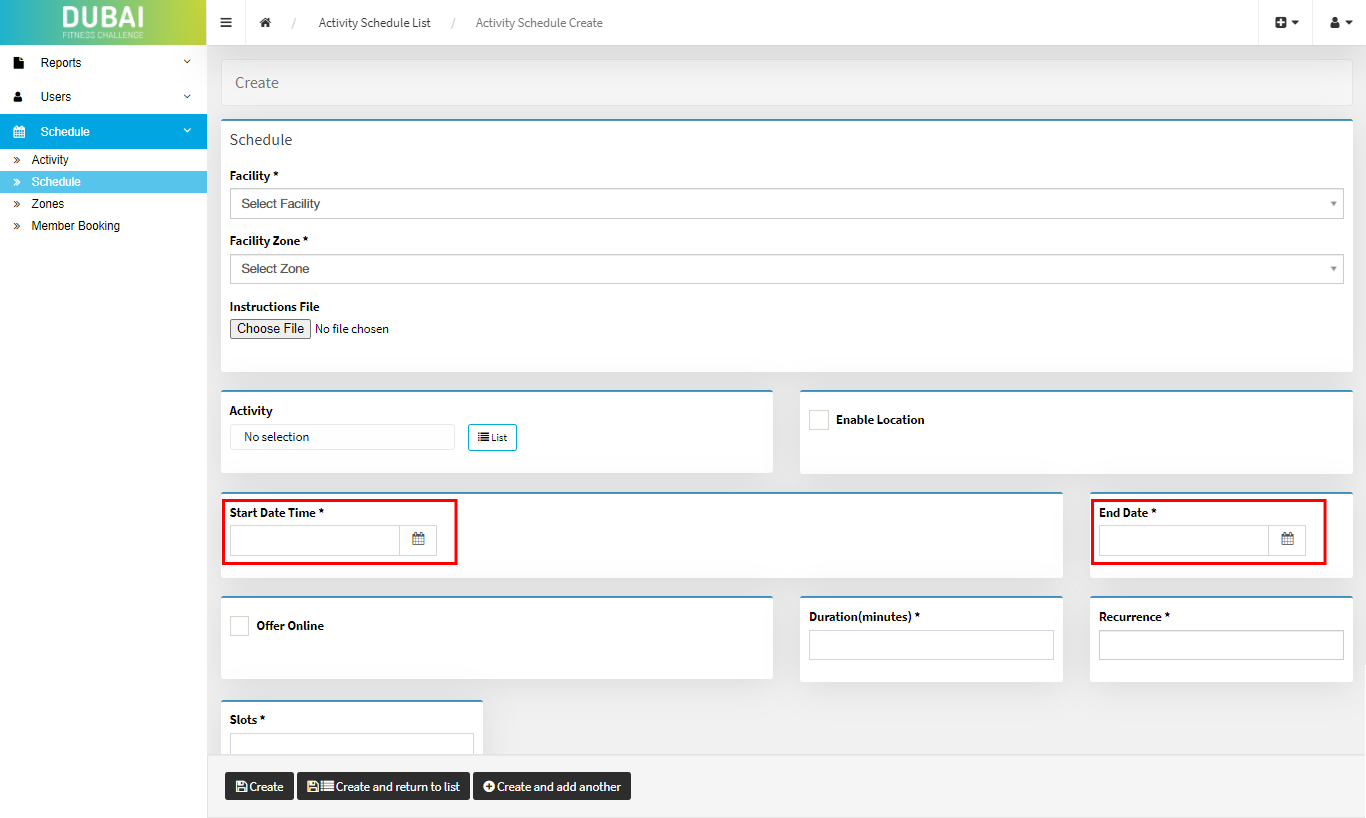 DUBAI
FITNESS CHALLENGE
Activity Schedule List / Activity Schedule Create
Reports
Users
Schedule
» Activity
» Schedule
» Zones
» Member Booking
Create
Schedule
Facility *
Select Facility
Facility Zone *
Select Zone
Instructions File
Choose File No file chosen
Activity
No selection
List
Enable Location
Start Date Time *
End Date *
Offer Online
Duration(minutes) *
Recurrence *
Slots *
Create
Create and return to list
Create and add another